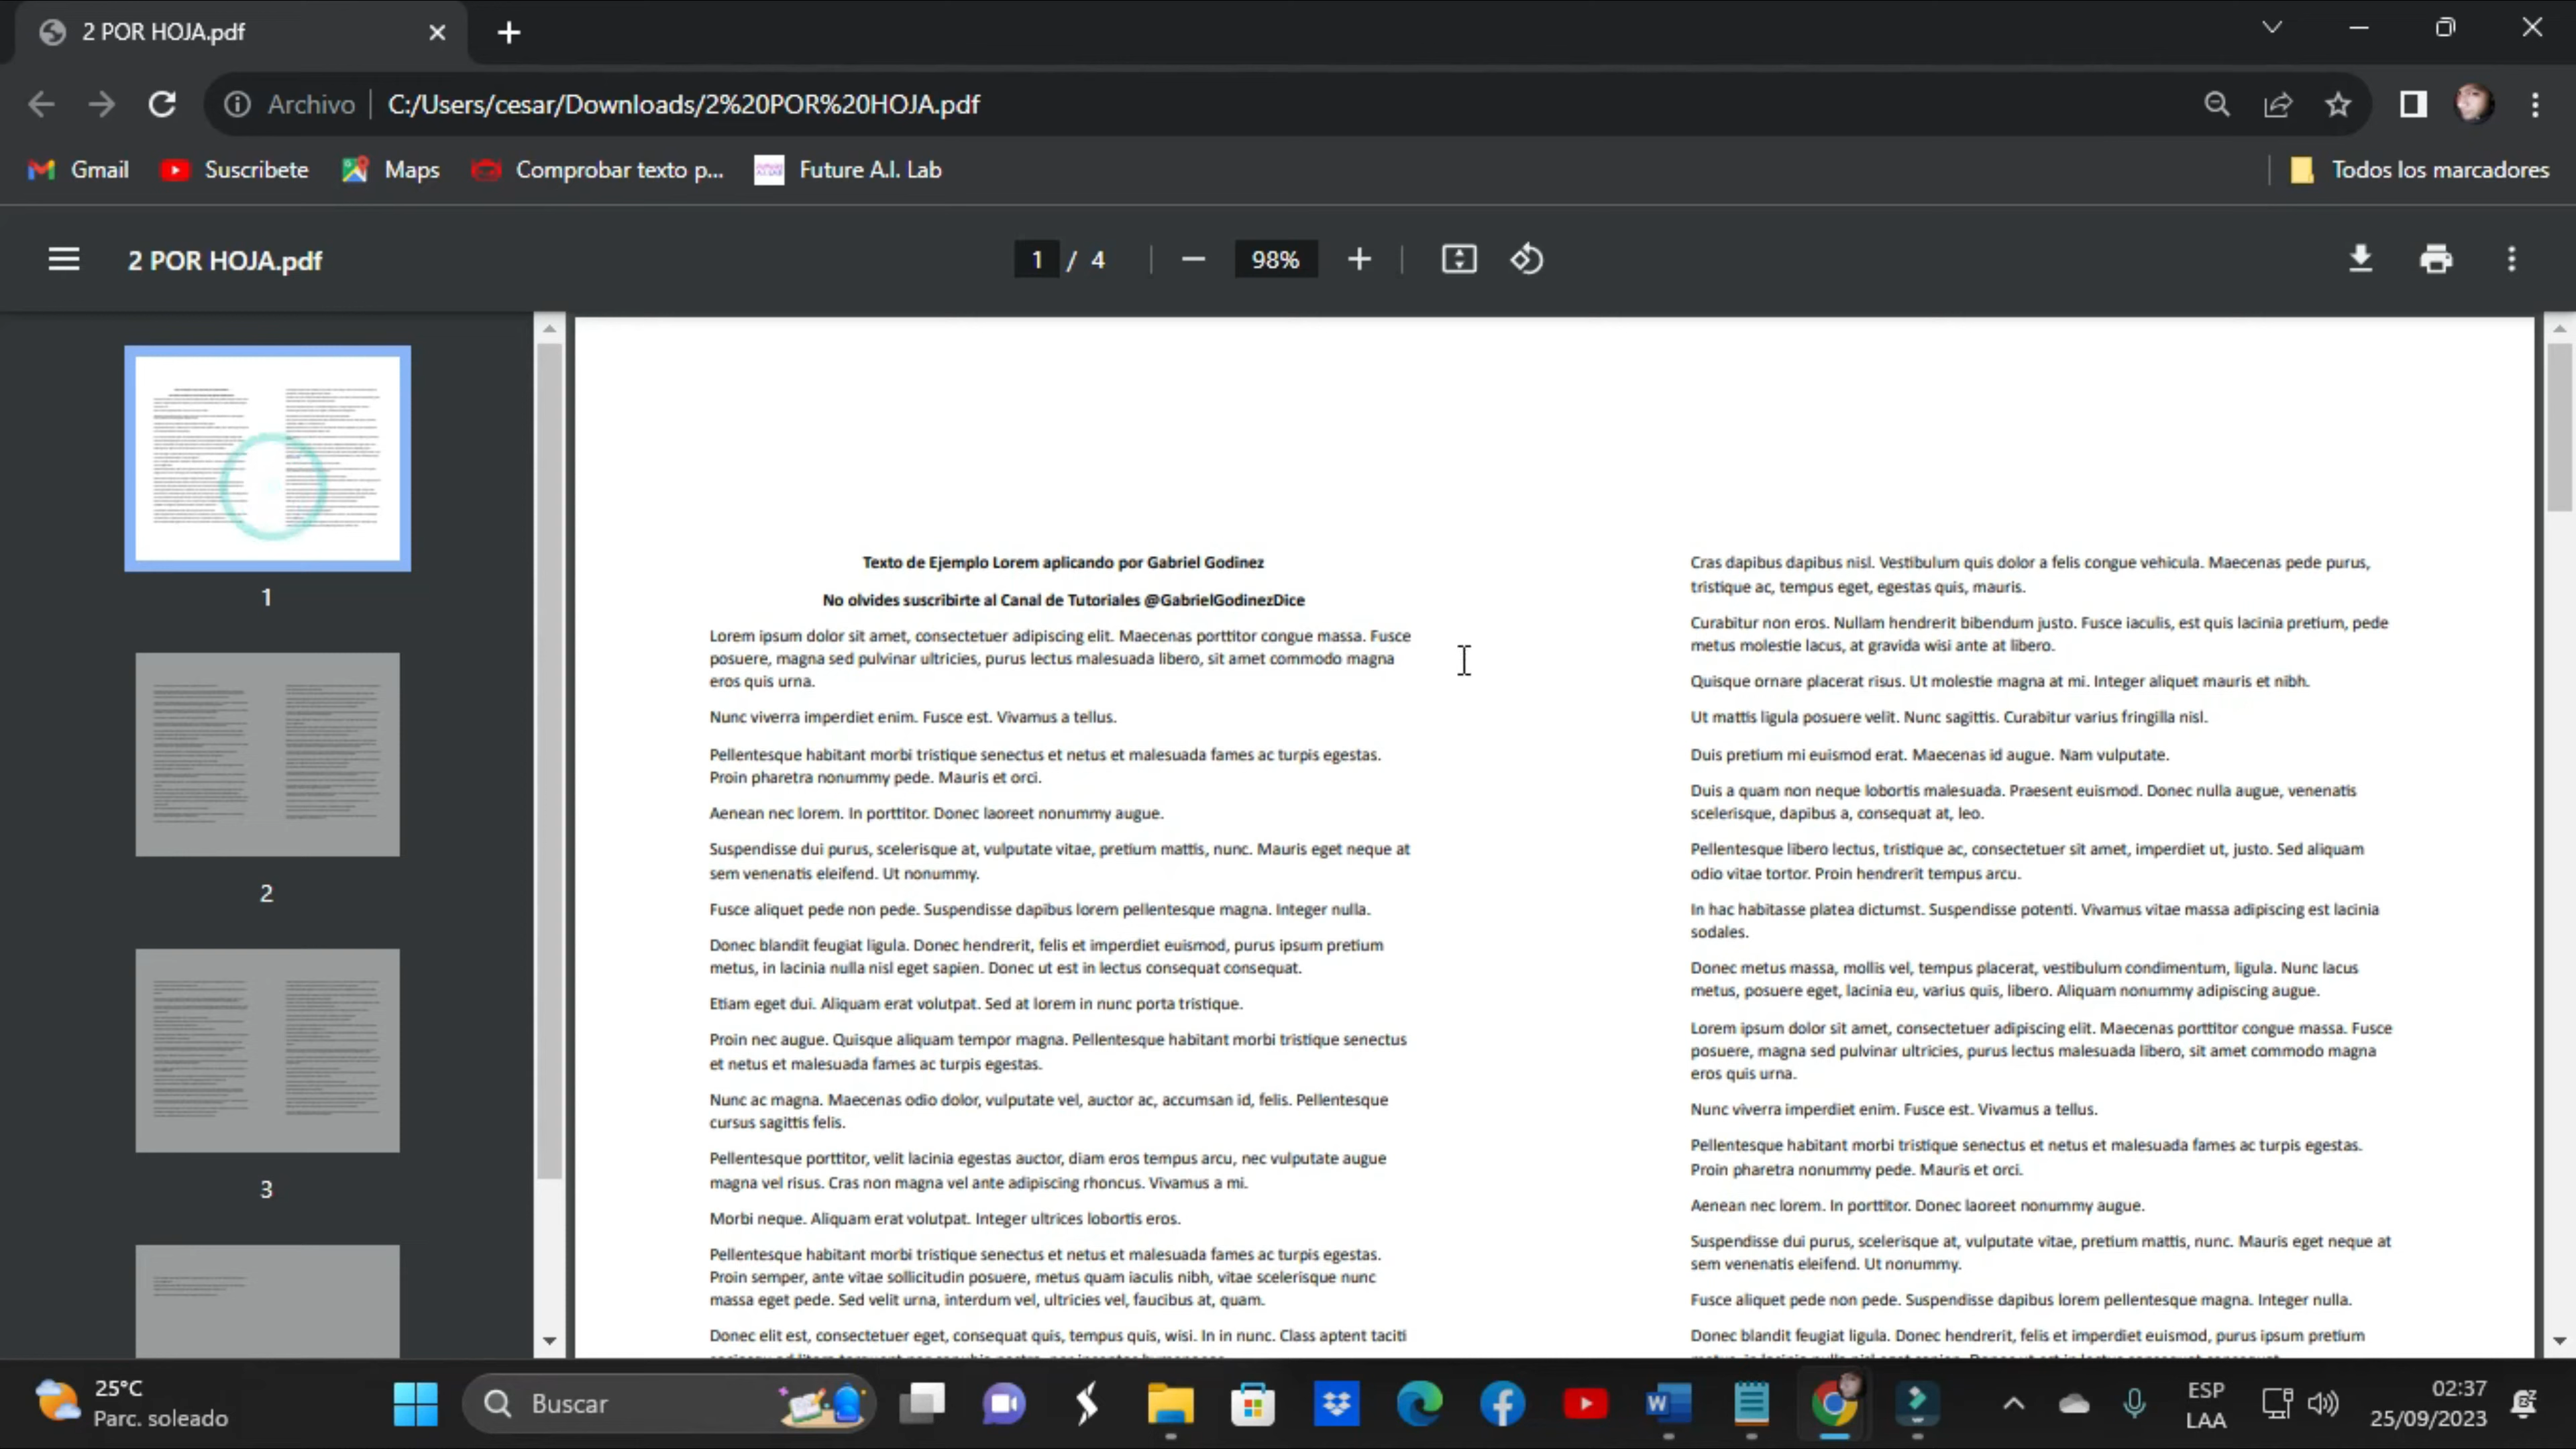 2 POR HOJA.pdf
Archivo
C:/Users/cesar/Downloads/2%20POR%20HOJA.pdf
Gmail
Suscribete
Maps
Comprobar texto p...
Future A.I. Lab
Todos los marcadores
2 POR HOJA.pdf
1 / 4
98%
1
2
3
Texto de Ejemplo Lorem aplicando por Gabriel Godinez
No olvides suscribirte al Canal de Tutoriales @GabrielGodinezDice
Lorem ipsum dolor sit amet, consectetuer adipiscing elit. Maecenas porttitor congue massa. Fusce
posuere, magna sed pulvinar ultricies, purus lectus malesuada libero, sit amet commodo magna
eros quis urna.
Nunc viverra imperdiet enim. Fusce est. Vivamus a tellus.
Pellentesque habitant morbi tristique senectus et netus et malesuada fames ac turpis egestas.
Proin pharetra nonummy pede. Mauris et orci.
Aenean nec lorem. In porttitor. Donec laoreet nonummy augue.
Suspendisse dui purus, scelerisque at, vulputate vitae, pretium mattis, nunc. Mauris eget neque at
sem venenatis eleifend. Ut nonummy.
Fusce aliquet pede non pede. Suspendisse dapibus lorem pellentesque magna. Integer nulla.
Donec blandit feugiat ligula. Donec hendrerit, felis et imperdiet euismod, purus ipsum pretium
metus, in lacinia nulla nisl eget sapien. Donec ut est in lectus consequat consequat.
Etiam eget dui. Aliquam erat volutpat. Sed at lorem in nunc porta tristique.
Proin nec augue. Quisque aliquam tempor magna. Pellentesque habitant morbi tristique senectus
et netus et malesuada fames ac turpis egestas.
Nunc ac magna. Maecenas odio dolor, vulputate vel, auctor ac, accumsan id, felis. Pellentesque
cursus sagittis felis.
Pellentesque porttitor, velit lacinia egestas auctor, diam eros tempus arcu, nec vulputate augue
magna vel risus. Cras non magna vel ante adipiscing rhoncus. Vivamus a mi.
Morbi neque. Aliquam erat volutpat. Integer ultrices lobortis eros.
Pellentesque habitant morbi tristique senectus et netus et malesuada fames ac turpis egestas.
Proin semper, ante vitae sollicitudin posuere, metus quam iaculis nibh, vitae scelerisque nunc
massa eget pede. Sed velit urna, interdum vel, ultricies vel, faucibus at, quam.
Donec elit est, consectetuer eget, consequat quis, tempus quis, wisi. In in nunc. Class aptent taciti
Cras dapibus dapibus nisl. Vestibulum quis dolor a felis congue vehicula. Maecenas pede purus,
tristique ac, tempus eget, egestas quis, mauris.
Curabitur non eros. Nullam hendrerit bibendum justo. Fusce iaculis, est quis lacinia pretium, pede
metus molestie lacus, at gravida wisi ante at libero.
Quisque ornare placerat risus. Ut molestie magna at mi. Integer aliquet mauris et nibh.
Ut mattis ligula posuere velit. Nunc sagittis. Curabitur varius fringilla nisl.
Duis pretium mi euismod erat. Maecenas id augue. Nam vulputate.
Duis a quam non neque lobortis malesuada. Praesent euismod. Donec nulla augue, venenatis
scelerisque, dapibus a, consequat at, leo.
Pellentesque libero lectus, tristique ac, consectetuer sit amet, imperdiet ut, justo. Sed aliquam
odio vitae tortor. Proin hendrerit tempus arcu.
In hac habitasse platea dictumst. Suspendisse potenti. Vivamus vitae massa adipiscing est lacinia
sodales.
Donec metus massa, mollis vel, tempus placerat, vestibulum condimentum, ligula. Nunc lacus
metus, posuere eget, lacinia eu, varius quis, libero. Aliquam nonummy adipiscing augue.
Lorem ipsum dolor sit amet, consectetuer adipiscing elit. Maecenas porttitor congue massa. Fusce
posuere, magna sed pulvinar ultricies, purus lectus malesuada libero, sit amet commodo magna
eros quis urna.
Nunc viverra imperdiet enim. Fusce est. Vivamus a tellus.
Pellentesque habitant morbi tristique senectus et netus et malesuada fames ac turpis egestas.
Proin pharetra nonummy pede. Mauris et orci.
Aenean nec lorem. In porttitor. Donec laoreet nonummy augue.
Suspendisse dui purus, scelerisque at, vulputate vitae, pretium mattis, nunc. Mauris eget neque at
sem venenatis eleifend. Ut nonummy.
Fusce aliquet pede non pede. Suspendisse dapibus lorem pellentesque magna. Integer nulla.
Donec blandit feugiat ligula. Donec hendrerit, felis et imperdiet euismod, purus ipsum pretium
25°C
Parc. soleado
Buscar
ESP
LAA
02:37
25/09/2023